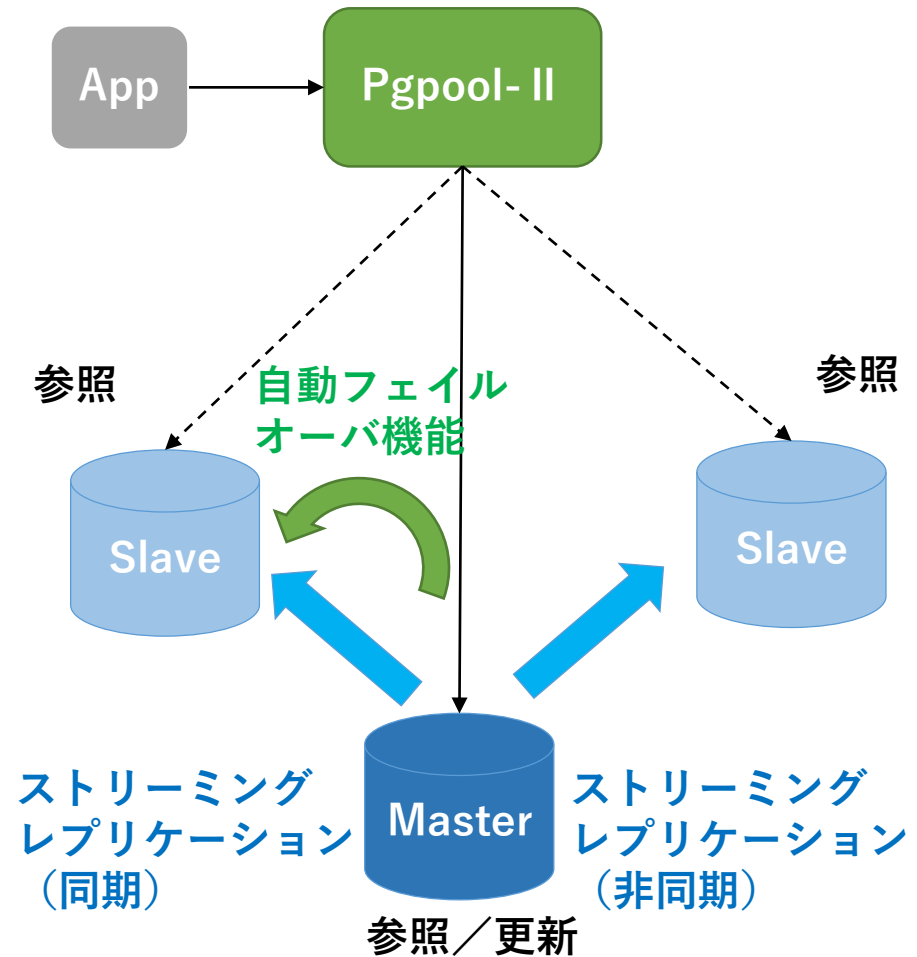 App
Pgpool-Ⅱ
参照
自動フェイル
オーバ機能
参照
Slave
Slave
ストリーミング
レプリケーション
（同期）
Master
ストリーミング
レプリケーション
（非同期）
参照／更新